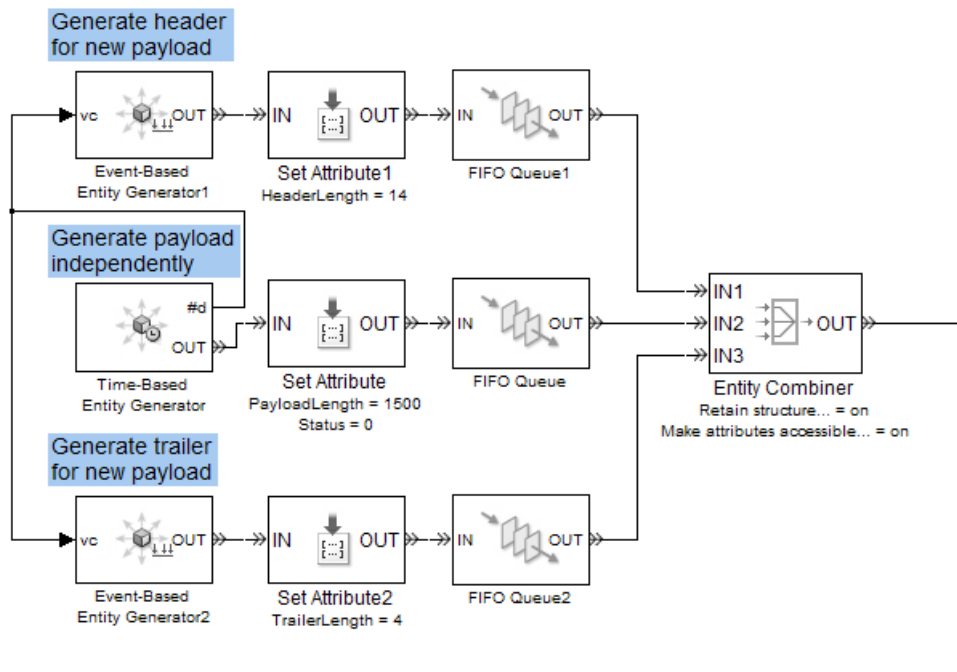 Generate header
for new payload
vc
OUT
IN
OUT
IN
OUT
Event-Based
Entity Generator1
Set Attribute1
HeaderLength = 14
FIFO Queue1
Generate payload
independently
#d
OUT
IN
OUT
IN
OUT
Time-Based
Entity Generator
Set Attribute
PayloadLength = 1500
Status = 0
FIFO Queue
IN1
IN2
IN3
OUT
Entity Combiner
Retain structure... = on
Make attributes accessible... = on
Generate trailer
for new payload
vc
OUT
IN
OUT
IN
OUT
Event-Based
Entity Generator2
Set Attribute2
TrailerLength = 4
FIFO Queue2